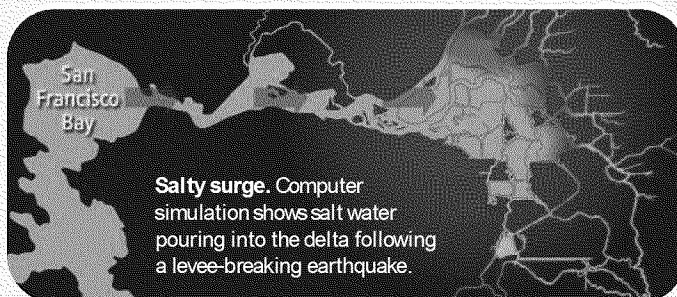 San
Francisco
Bay
Salty surge. Computer
simulation shows salt water
pouring into the delta following
a levee-breaking earthquake.